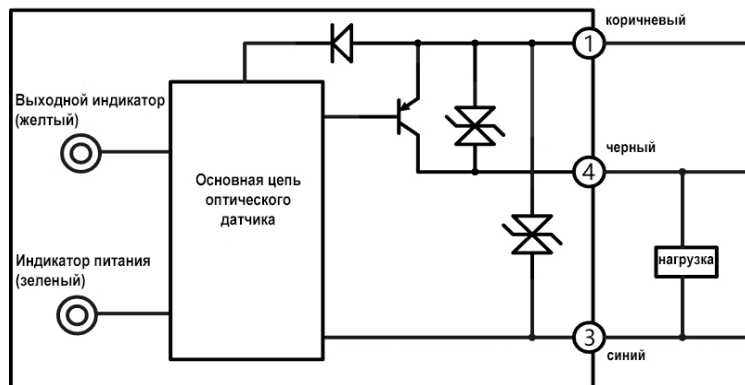 коричневый
1
Выходной индикатор
(желтый)
черный
4
Основная цепь
оптического
датчика
Индикатор питания
(зеленый)
нагрузка
3
синий